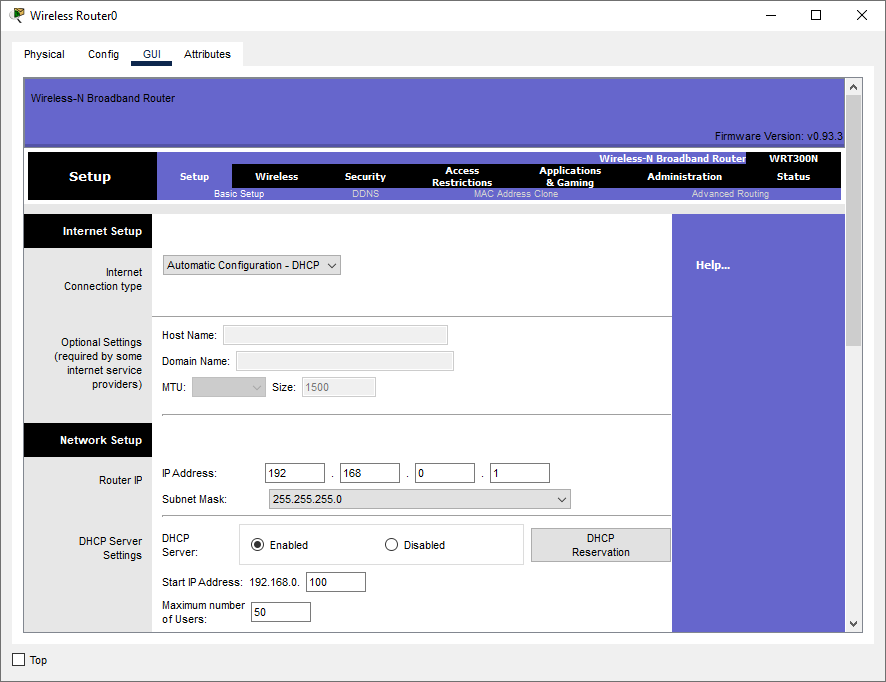 Wireless Router0
Physical Config GUI Attributes
Wireless-N Broadband Router
Firmware Version: v0.93.3
Wireless-N Broadband Router WRT300N
Setup
Setup Wireless Security Access Restrictions Applications & Gaming Administration Status
Basic Setup DDNS MAC Address Clone Advanced Routing
Internet Setup
Help...
Internet
Connection type
Automatic Configuration - DHCP
Optional Settings
(required by some
internet service
providers)
Host Name:
Domain Name:
MTU: Size: 1500
Network Setup
Router IP
IP Address: 192 . 168 . 0 . 1
Subnet Mask: 255.255.255.0
DHCP Server
Settings
DHCP
Server:
Enabled Disabled
DHCP
Reservation
Start IP Address: 192.168.0. 100
Maximum number
of Users:
50
Top